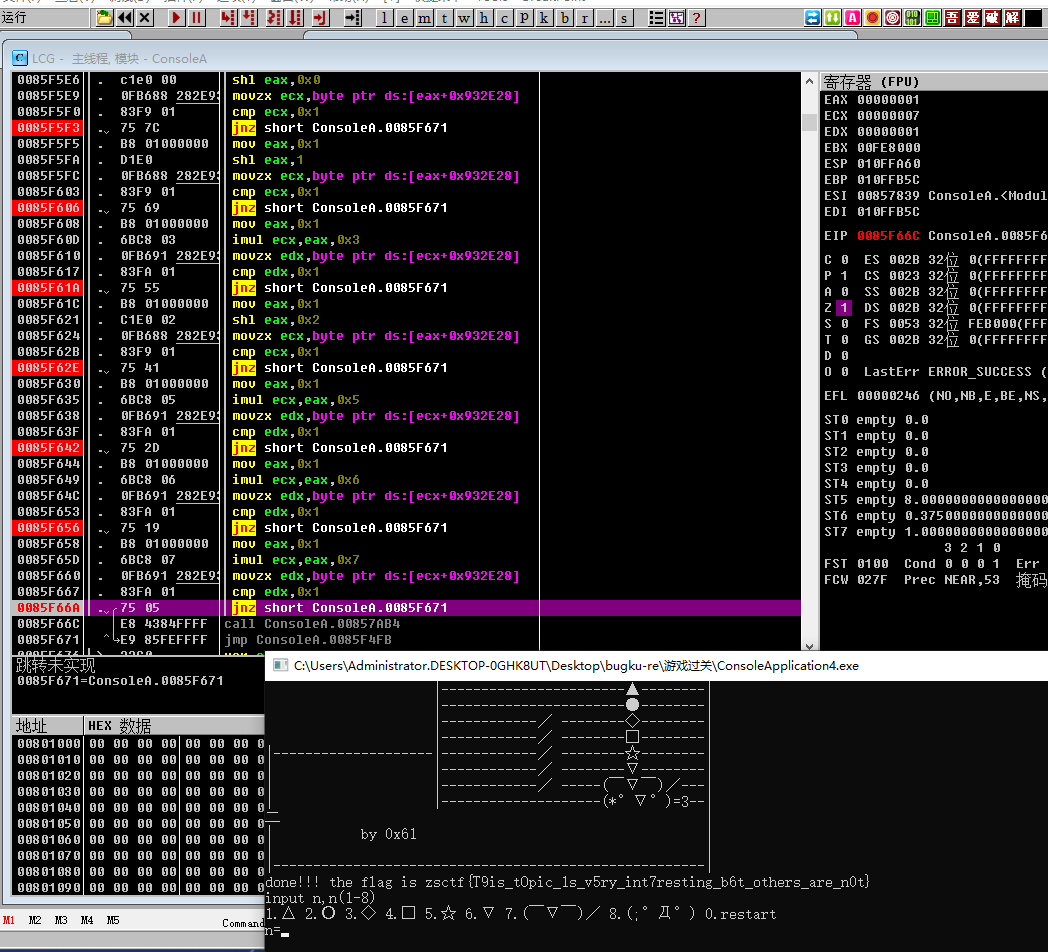 运行 l e m t w h c p k b r ... s ? 吾 爱 破 解
C LCG - 主线程, 模块 - ConsoleA
0085F5E6 . c1e0 00 shl eax,0x0
0085F5E9 . 0FB688 282E93 movzx ecx,byte ptr ds:[eax+0x932E28]
0085F5F0 . 83F9 01 cmp ecx,0x1
0085F5F3 . 75 7C jnz short ConsoleA.0085F671
0085F5F5 . B8 01000000 mov eax,0x1
0085F5FA . D1E0 shl eax,1
0085F5FC . 0FB688 282E93 movzx ecx,byte ptr ds:[eax+0x932E28]
0085F603 . 83F9 01 cmp ecx,0x1
0085F606 . 75 69 jnz short ConsoleA.0085F671
0085F608 . B8 01000000 mov eax,0x1
0085F60D . 6BC8 03 imul ecx,eax,0x3
0085F610 . 0FB691 282E93 movzx edx,byte ptr ds:[ecx+0x932E28]
0085F617 . 83FA 01 cmp edx,0x1
0085F61A . 75 55 jnz short ConsoleA.0085F671
0085F61C . B8 01000000 mov eax,0x1
0085F621 . C1E0 02 shl eax,0x2
0085F624 . 0FB688 282E93 movzx ecx,byte ptr ds:[eax+0x932E28]
0085F62B . 83F9 01 cmp ecx,0x1
0085F62E . 75 41 jnz short ConsoleA.0085F671
0085F630 . B8 01000000 mov eax,0x1
0085F635 . 6BC8 05 imul ecx,eax,0x5
0085F638 . 0FB691 282E93 movzx edx,byte ptr ds:[ecx+0x932E28]
0085F63F . 83FA 01 cmp edx,0x1
0085F642 . 75 2D jnz short ConsoleA.0085F671
0085F644 . B8 01000000 mov eax,0x1
0085F649 . 6BC8 06 imul ecx,eax,0x6
0085F64C . 0FB691 282E93 movzx edx,byte ptr ds:[ecx+0x932E28]
0085F653 . 83FA 01 cmp edx,0x1
0085F656 . 75 19 jnz short ConsoleA.0085F671
0085F658 . B8 01000000 mov eax,0x1
0085F65D . 6BC8 07 imul ecx,eax,0x7
0085F660 . 0FB691 282E93 movzx edx,byte ptr ds:[ecx+0x932E28]
0085F667 . 83FA 01 cmp edx,0x1
0085F66A . 75 05 jnz short ConsoleA.0085F671
0085F66C . E8 4384FFFF call ConsoleA.00857AB4
0085F671 .^ E9 85FEFFFF jmp ConsoleA.0085F4FB
寄存器 (FPU)
EAX 00000001
ECX 00000007
EDX 00000001
EBX 00FE8000
ESP 010FFA60
EBP 010FFB5C
ESI 00857839 ConsoleA.<Modul
EDI 010FFB5C
EIP 0085F66C ConsoleA.0085F6
C 0 ES 002B 32位 0(FFFFFFFF
P 1 CS 0023 32位 0(FFFFFFFF
A 0 SS 002B 32位 0(FFFFFFFF
Z 1 DS 002B 32位 0(FFFFFFFF
S 0 FS 0053 32位 FEB000(FFF
T 0 GS 002B 32位 0(FFFFFFFF
D 0
O 0 LastErr ERROR_SUCCESS (
EFL 00000246 (NO,NB,E,BE,NS,
ST0 empty 0.0
ST1 empty 0.0
ST2 empty 0.0
ST3 empty 0.0
ST4 empty 0.0
ST5 empty 8.0000000000000000
ST6 empty 0.3750000000000000
ST7 empty 1.0000000000000000
3 2 1 0
FST 0100 Cond 0 0 0 1 Err
FCW 027F Prec NEAR,53 掩码
跳转未实现
0085F671=ConsoleA.0085F671
地址 HEX 数据
00801000 00 00 00 00 00 00 00 0
00801010 00 00 00 00 00 00 00 0
00801020 00 00 00 00 00 00 00 0
00801030 00 00 00 00 00 00 00 0
00801040 00 00 00 00 00 00 00 0
00801050 00 00 00 00 00 00 00 0
00801060 00 00 00 00 00 00 00 0
00801070 00 00 00 00 00 00 00 0
00801080 00 00 00 00 00 00 00 0
00801090 00 00 00 00 00 00 00 0
M1 M2 M3 M4 M5 Command
C:\Users\Administrator.DESKTOP-0GHK8UT\Desktop\bugku-re\游戏过关\ConsoleApplication4.exe
(*°▽°)=3
by 0x61
done!!! the flag is zsctf{T9is_tOpic_1s_v5ry_int7resting_b6t_others_are_n0t}
input n,n(1-8)
1.△ 2.○ 3.◇ 4.□ 5.☆ 6.▽ 7.(￣▽￣)／ 8.(;°Д°) 0.restart
n=